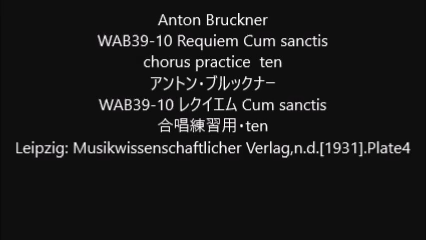 Anton Bruckner
WAB39-10 Requiem Cum sanctis
chorus practice  ten
アントン・ブルックナー
WAB39-10 レクイエム Cum sanctis
合唱練習用・ten
Leipzig: Musikwissenschaftlicher Verlag,n.d.[1931].Plate4